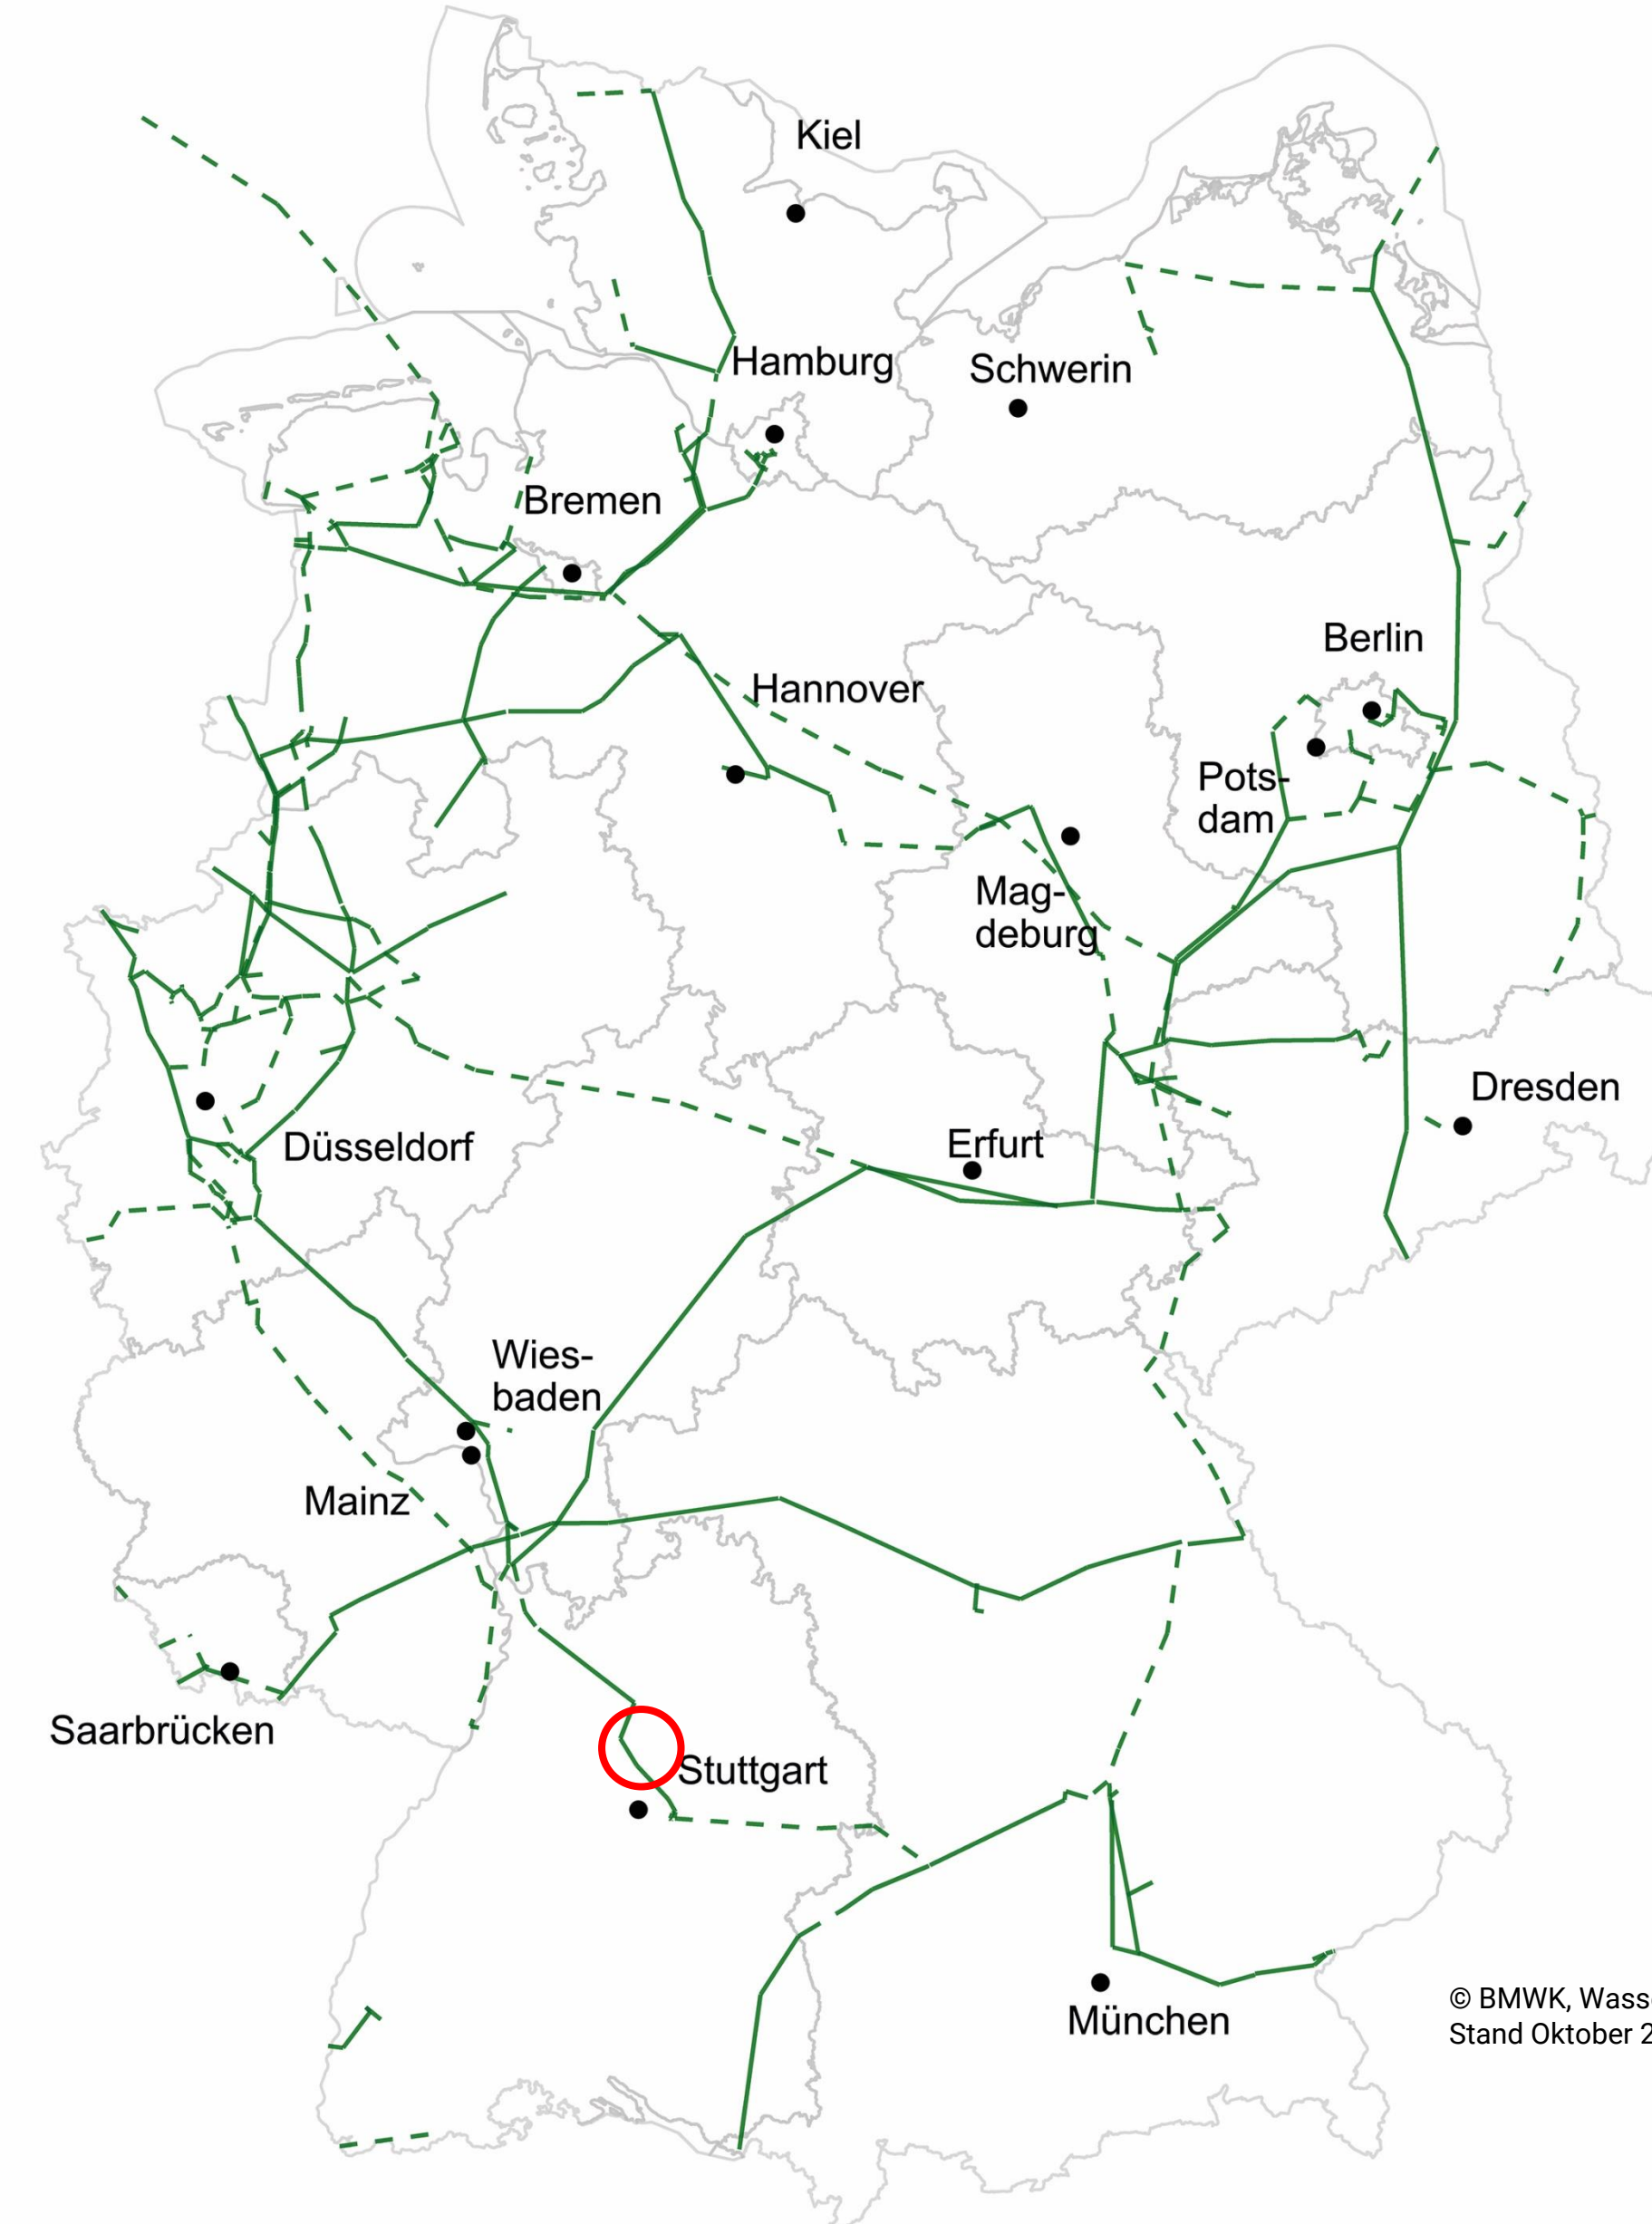 Kiel
Hamburg
Schwerin
Bremen
Berlin
Hannover
Pots-
dam
Mag-
deburg
Dresden
Erfurt
Düsseldorf
Wies-
baden
Mainz
Saarbrücken
Stuttgart
München
© BMWK, Wass
Stand Oktober 2